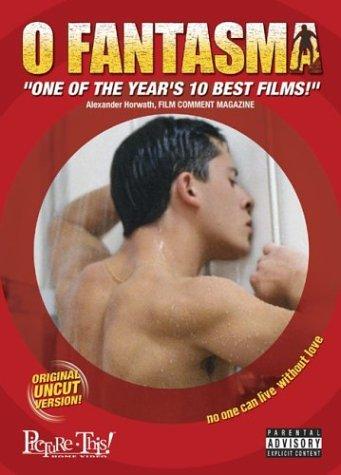 O FANTASMA
"ONE OF THE YEAR'S 10 BEST FILMS!"
Alexander Horwath, FILM COMMENT MAGAZINE
no one can live without love
ORIGINAL
UNCUT
VERSION!
PICTURE·THIS!
HOME VIDEO
PARENTAL
ADVISORY
EXPLICIT CONTENT